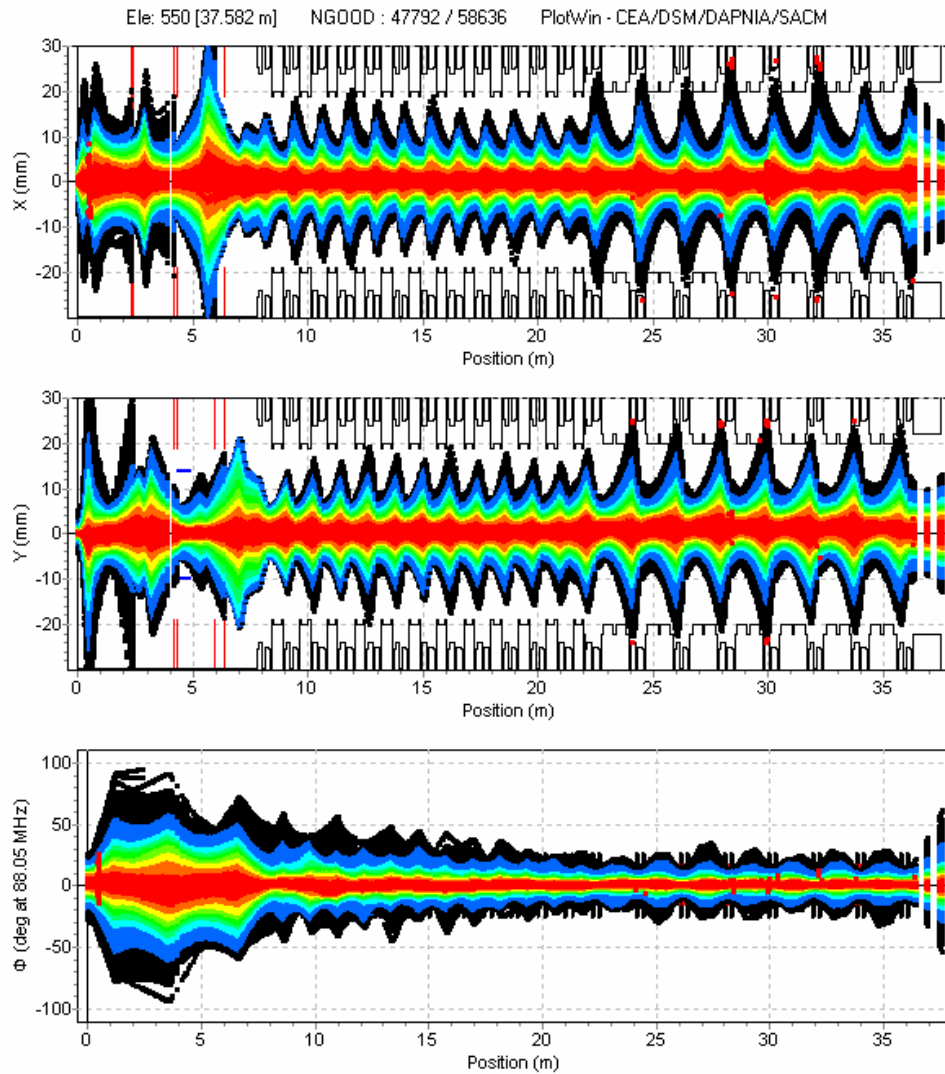 Ele: 550 [37.582 m] NGOOD : 47792 / 58636 PlotWin - CEA/DSM/DAPNIA/SACM
X (mm)
30
20
10
0
-10
-20
0 5 10 15 20 25 30 35
Position (m)
Y (mm)
30
20
10
0
-10
-20
0 5 10 15 20 25 30 35
Position (m)
Φ (deg at 88.05 MHz)
100
50
0
-50
-100
0 5 10 15 20 25 30 35
Position (m)